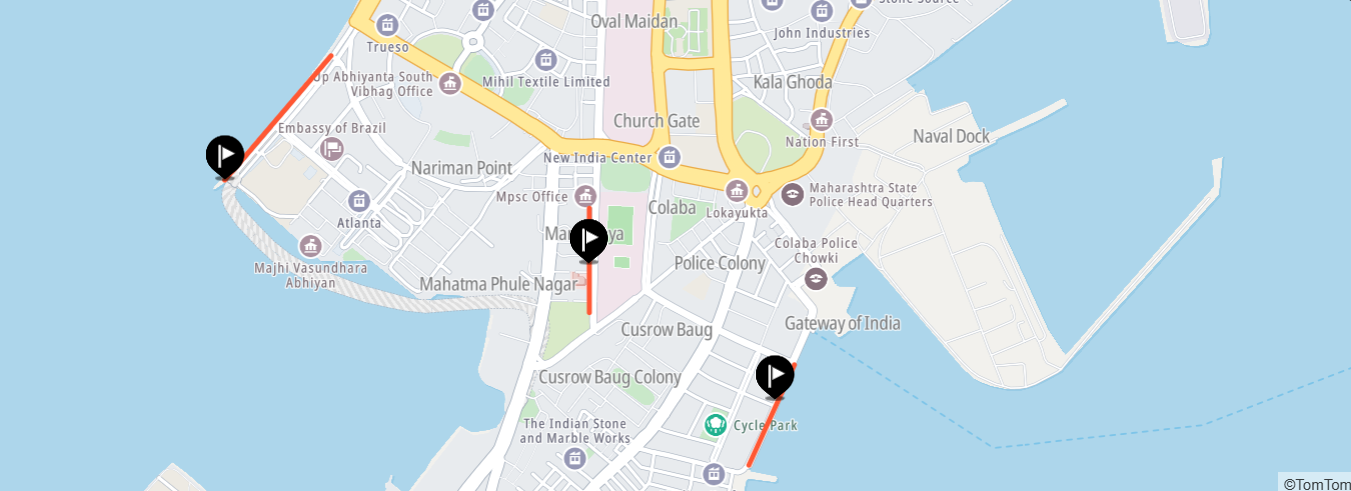 Oval Maidan
Stone Source
John Industries
Trueso
Up Abhiyanta South
Vibhag Office
Mihil Textile Limited
Kala Ghoda
Church Gate
Embassy of Brazil
Nation First
Naval Dock
New India Center
Nariman Point
Mpsc Office
Maharashtra State
Police Head Quarters
Colaba
Lokayukta
Atlanta
Colaba Police
Chowki
Majhi Vasundhara
Abhiyan
Police Colony
Mahatma Phule Nagar
Cusrow Baug
Gateway of India
Cusrow Baug Colony
The Indian Stone
and Marble Works
Cycle Park
©TomTom